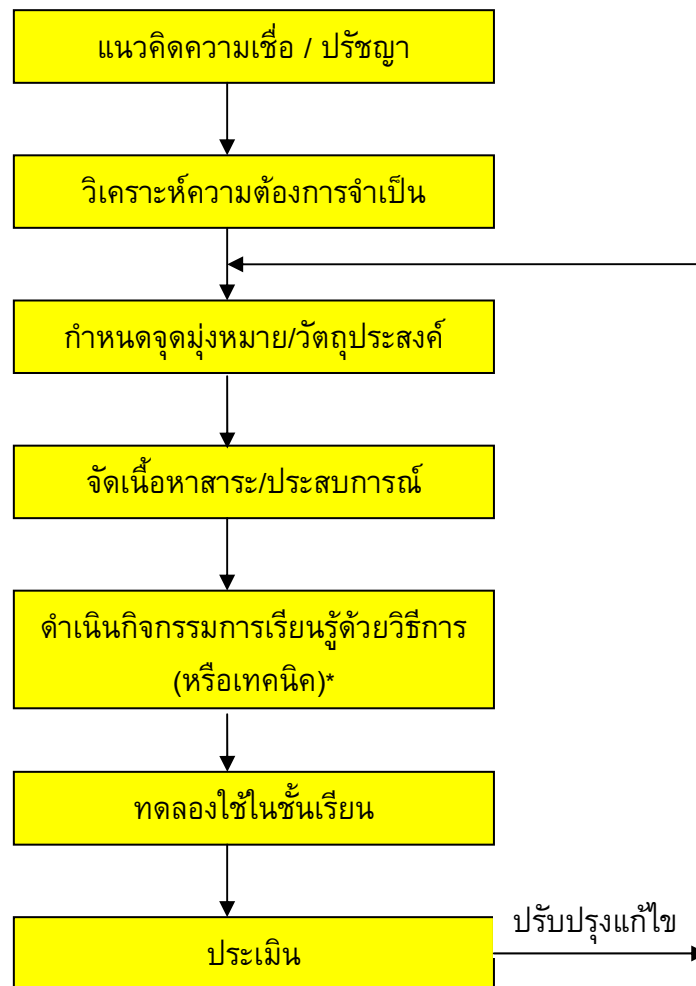 แนวคิดความเชื่อ / ปรัชญา
วิเคราะห์ความต้องการจำเป็น
กำหนดจุดมุ่งหมาย/วัตถุประสงค์
จัดเนื้อหาสาระ/ประสบการณ์
ดำเนินกิจกรรมการเรียนรู้ด้วยวิธีการ
(หรือเทคนิค)*
ทดลองใช้ในชั้นเรียน
ปรับปรุงแก้ไข
ประเมิน